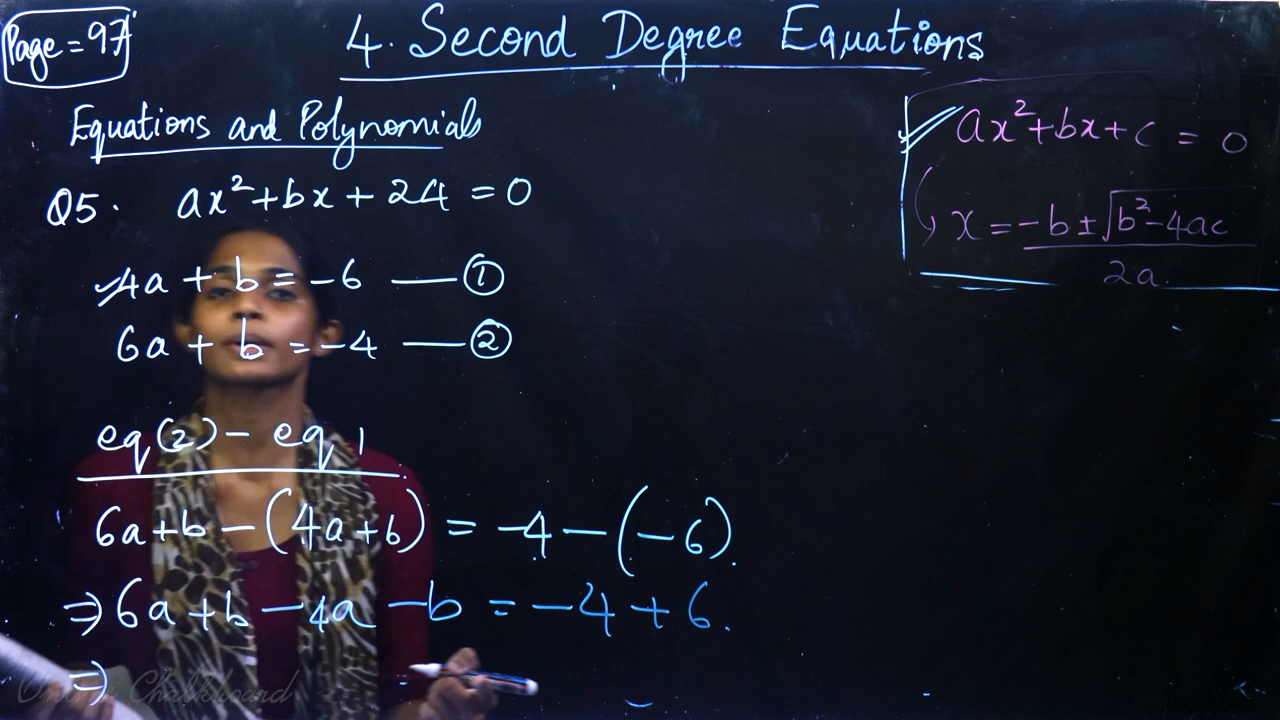 Page = 97
4. Second Degree Equations
Equations and Polynomials
ax²+bx+c = 0
x = -b±√b²-4ac
2a.
Q5. ax²+bx+24=0
4a + b = -6 — ①
6a + b = -4 — ②
eq(2) - eq 1
6a+b-(4a+b) = -4-(-6).
⇒ 6a+b-4a-b = -4+6.
⇒
Chalkboard